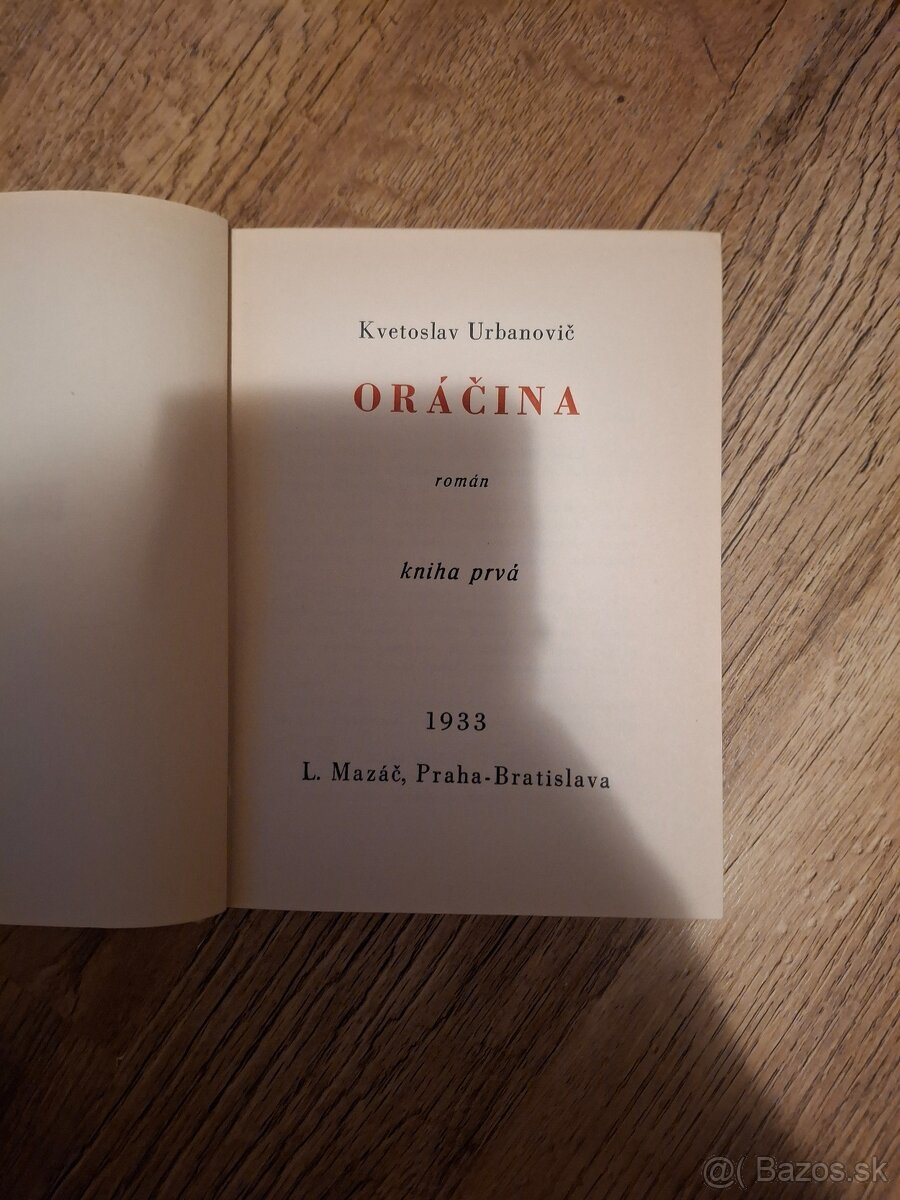 Kvetoslav Urbanovič
ORÁČINA
román
kniha prvá
1933
L. Mazáč, Praha-Bratislava
@( Bazos.sk